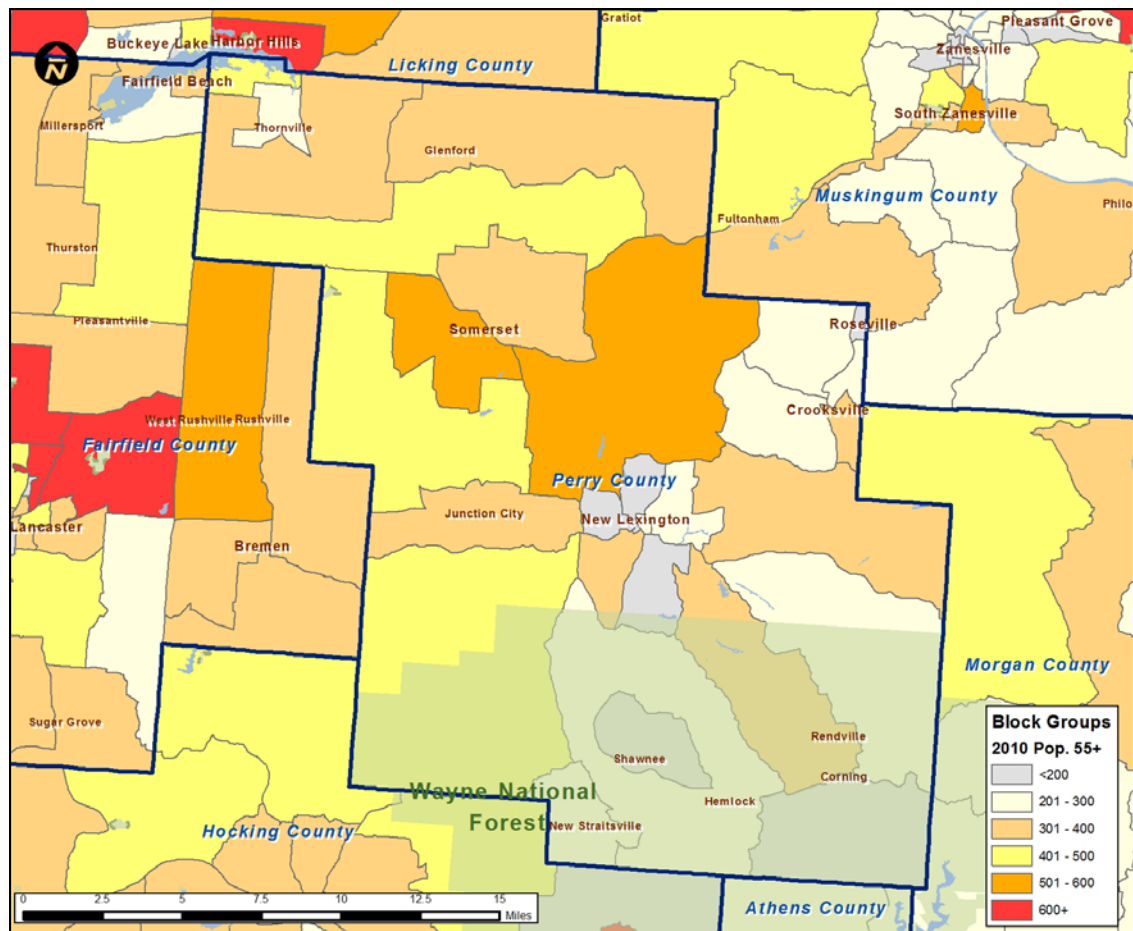 Gratiot
Pleasant Grove
Buckeye Lake
Harbor Hills
Zanesville
Licking County
Fairfield Beach
N
Millersport
Thornville
South Zanesville
Glenford
Muskingum County
Philo
Fultonham
Thurston
Pleasantville
Somerset
Roseville
Crooksville
West Rushville
Rushville
Fairfield County
Perry County
Junction City
New Lexington
Lancaster
Bremen
Morgan County
Sugar Grove
Rendville
Shawnee
Corning
Wayne National
Forest
Hemlock
New Straitsville
Hocking County
Athens County
Block Groups
2010 Pop. 55+
<200
201 - 300
301 - 400
401 - 500
501 - 600
600+
0 2.5 5 7.5 10 12.5 15
Miles